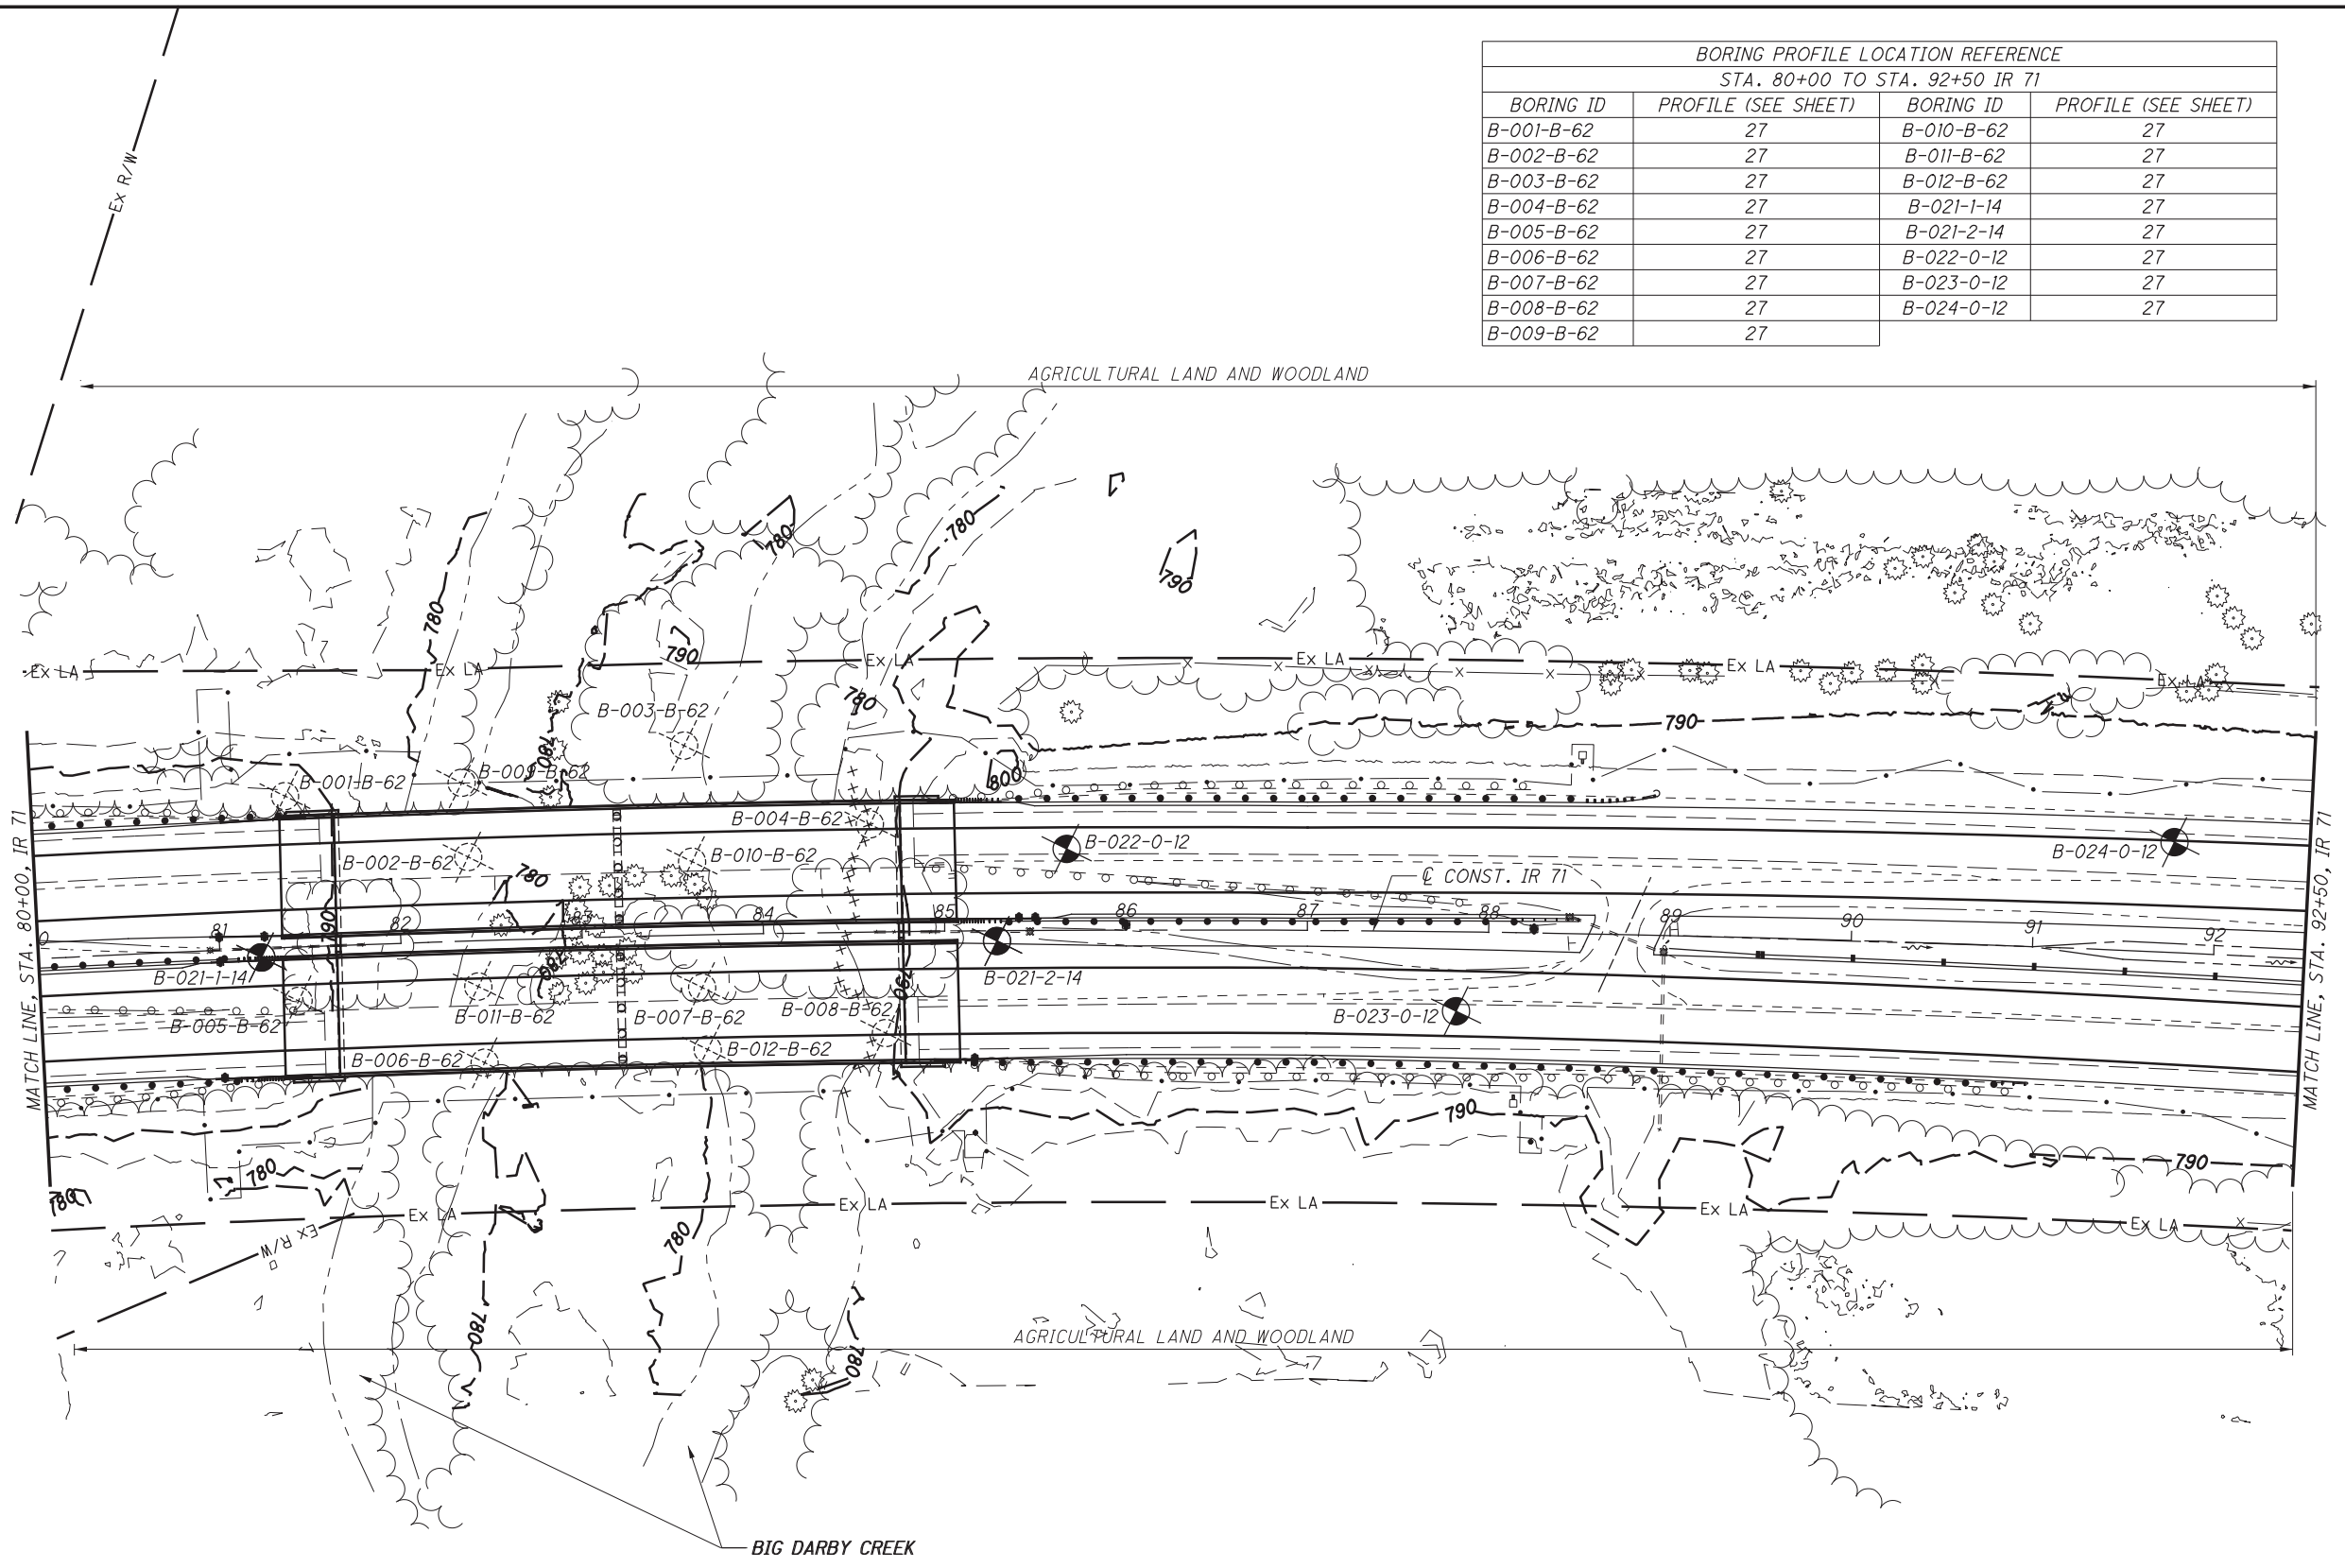 BORING PROFILE LOCATION REFERENCE
STA. 80+00 TO STA. 92+50 IR 71
BORING ID PROFILE (SEE SHEET) BORING ID PROFILE (SEE SHEET)
B-001-B-62 27 B-010-B-62 27
B-002-B-62 27 B-011-B-62 27
B-003-B-62 27 B-012-B-62 27
B-004-B-62 27 B-021-1-14 27
B-005-B-62 27 B-021-2-14 27
B-006-B-62 27 B-022-0-12 27
B-007-B-62 27 B-023-0-12 27
B-008-B-62 27 B-024-0-12 27
B-009-B-62 27
Ex R/W
AGRICULTURAL LAND AND WOODLAND
780
780
780
790
790
Ex LA
Ex LA
Ex LA
Ex LA
Ex LA
Ex LA
780
B-003-B-62
790
780
800
B-001-B-62
B-009-B-62
B-004-B-62
B-002-B-62
B-010-B-62
B-022-0-12
B-024-0-12
780
℄ CONST. IR 71
790
81 82 83 84 85 86 87 88 89 90 91 92
0
B-021-1-14
780
790
B-021-2-14
B-005-B-62
B-011-B-62
B-007-B-62
B-008-B-62
B-023-0-12
B-006-B-62
B-012-B-62
MATCH LINE, STA. 80+00, IR 71
MATCH LINE, STA. 92+50, IR 71
790
790
780
780
Ex LA
Ex LA
Ex LA
Ex LA
Ex LA
Ex R/W
780
780
780
AGRICULTURAL LAND AND WOODLAND
BIG DARBY CREEK